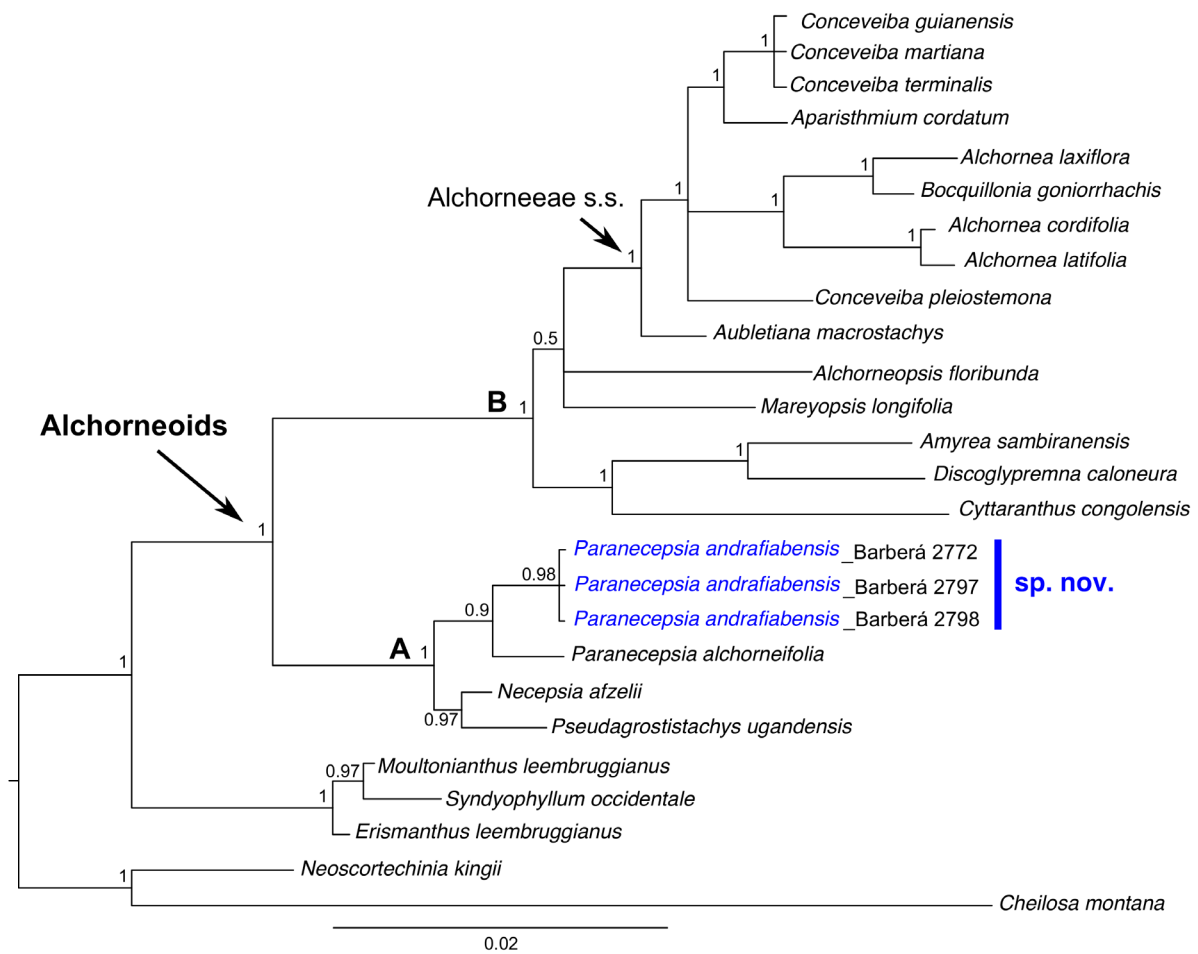 Conceveiba guianensis
1
Conceveiba martiana
1
Conceveiba terminalis
Aparisthmium cordatum
1
Alchornea laxiflora
Alchorneeae s.s.
1
1
Bocquillonia goniorrhachis
1
Alchornea cordifolia
1
Alchornea latifolia
Conceveiba pleiostemona
Aubletiana macrostachys
0.5
Alchorneopsis floribunda
B 1
Mareyopsis longifolia
Alchorneoids
1
Amyrea sambiranensis
1
Discoglypremna caloneura
Cyttaranthus congolensis
1
Paranecepsia andrafiabensis_Barberá 2772
0.98
Paranecepsia andrafiabensis_Barberá 2797
sp. nov.
0.9
Paranecepsia andrafiabensis_Barberá 2798
A 1
Paranecepsia alchorneifolia
1
Necepsia afzelii
0.97
Pseudagrostistachys ugandensis
0.97
Moultonianthus leembruggianus
1
Syndyophyllum occidentale
Erismanthus leembruggianus
1
Neoscortechinia kingii
Cheilosa montana
0.02